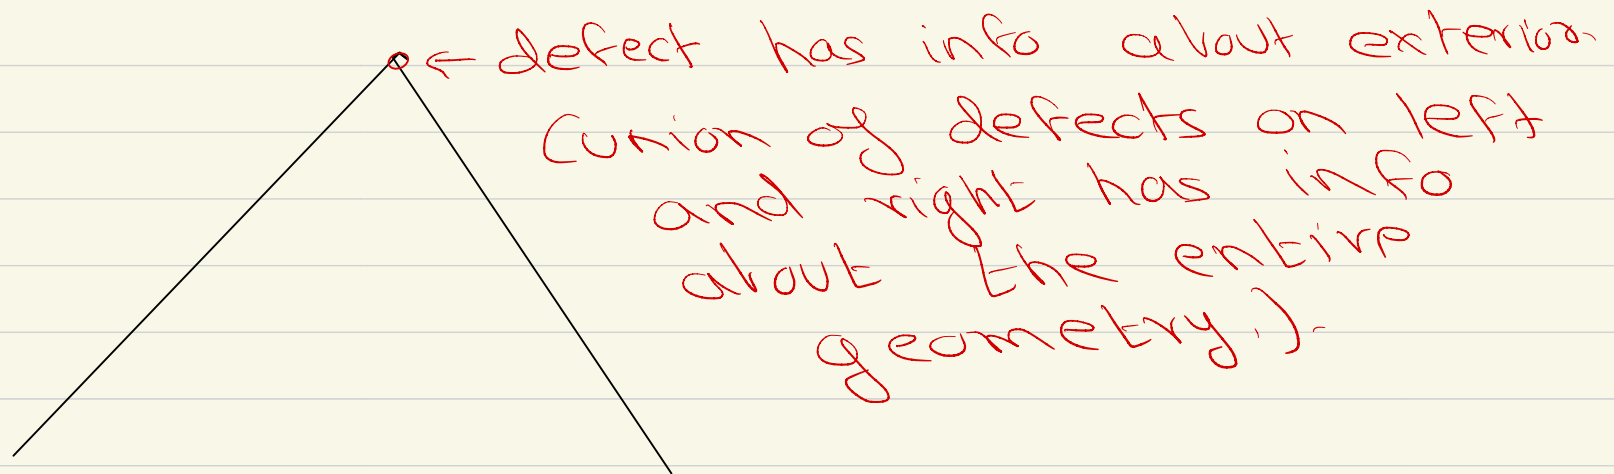 ← defect has info about exterior.
(union of defects on left
and right has info
about the entire
geometry.).